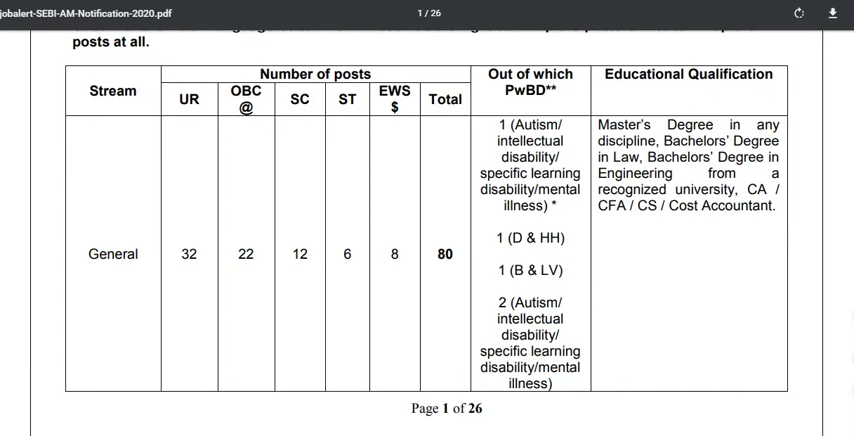 jobalert-SEBI-AM-Notification-2020.pdf
1 / 26
posts at all.
Stream
Number of posts
Out of which PwBD**
Educational Qualification
UR
OBC @
SC
ST
EWS $
Total
General
32
22
12
6
8
80
1 (Autism/
intellectual
disability/
specific learning
disability/mental
illness) *
1 (D & HH)
1 (B & LV)
2 (Autism/
intellectual
disability/
specific learning
disability/mental
illness)
Master's Degree in any
discipline, Bachelors' Degree
in Law, Bachelors' Degree in
Engineering from a
recognized university, CA /
CFA / CS / Cost Accountant.
Page 1 of 26